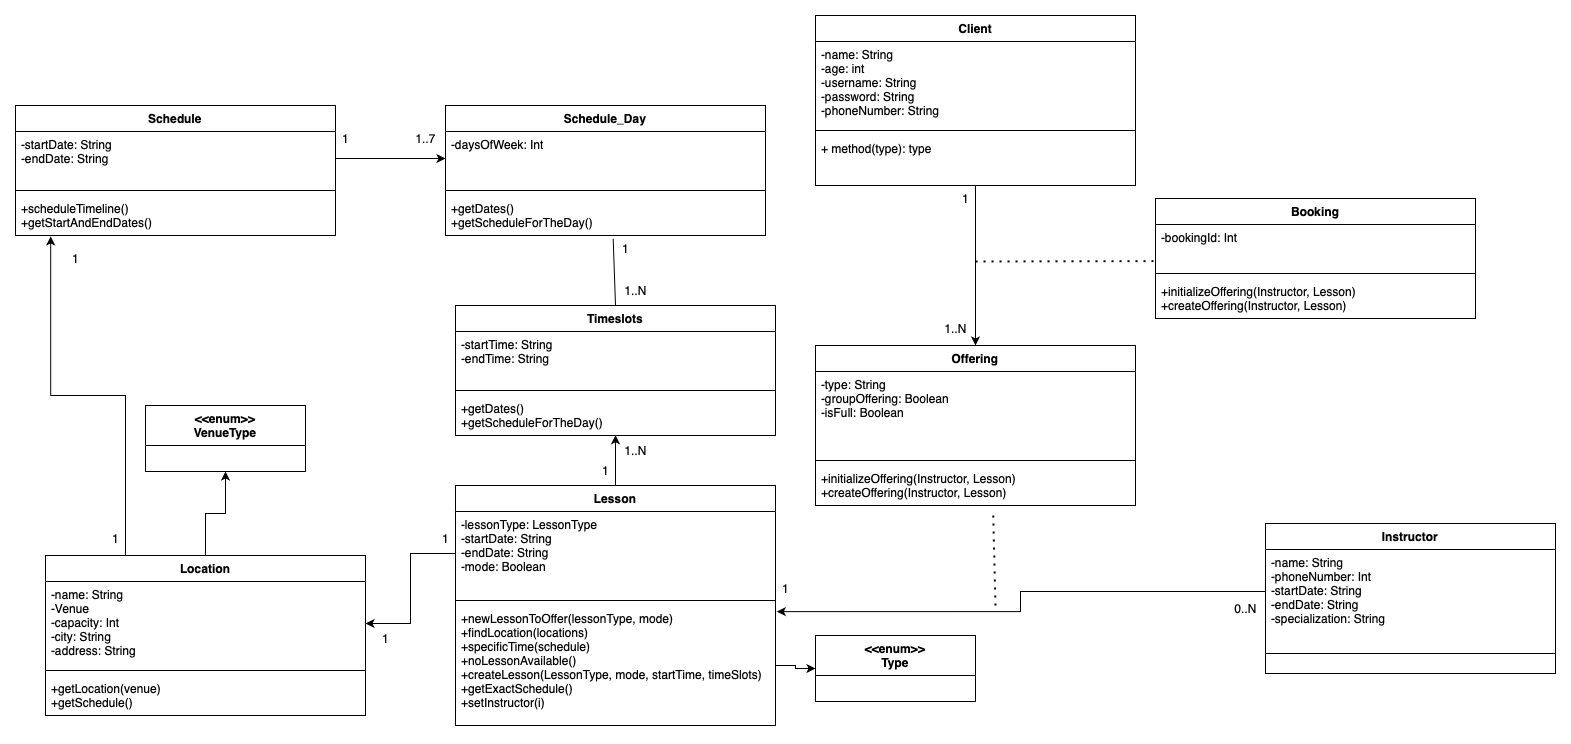 Client
-name: String
-age: int
-username: String
-password: String
-phoneNumber: String
+ method(type): type
Schedule
-startDate: String
-endDate: String
+scheduleTimeline()
+getStartAndEndDates()
1
1..7
Schedule_Day
-daysOfWeek: Int
+getDates()
+getScheduleForTheDay()
1
Booking
-bookingId: Int
+initializeOffering(Instructor, Lesson)
+createOffering(Instructor, Lesson)
1
1
1..N
Timeslots
-startTime: String
-endTime: String
+getDates()
+getScheduleForTheDay()
1..N
Offering
-type: String
-groupOffering: Boolean
-isFull: Boolean
+initializeOffering(Instructor, Lesson)
+createOffering(Instructor, Lesson)
<<enum>>
VenueType
1..N
1
Lesson
-lessonType: LessonType
-startDate: String
-endDate: String
-mode: Boolean
+newLessonToOffer(lessonType, mode)
+findLocation(locations)
+specificTime(schedule)
+noLessonAvailable()
+createLesson(LessonType, mode, startTime, timeSlots)
+getExactSchedule()
+setInstructor(i)
1
1
Location
-name: String
-Venue
-capacity: Int
-city: String
-address: String
+getLocation(venue)
+getSchedule()
1
1
0..N
Instructor
-name: String
-phoneNumber: Int
-startDate: String
-endDate: String
-specialization: String
<<enum>>
Type